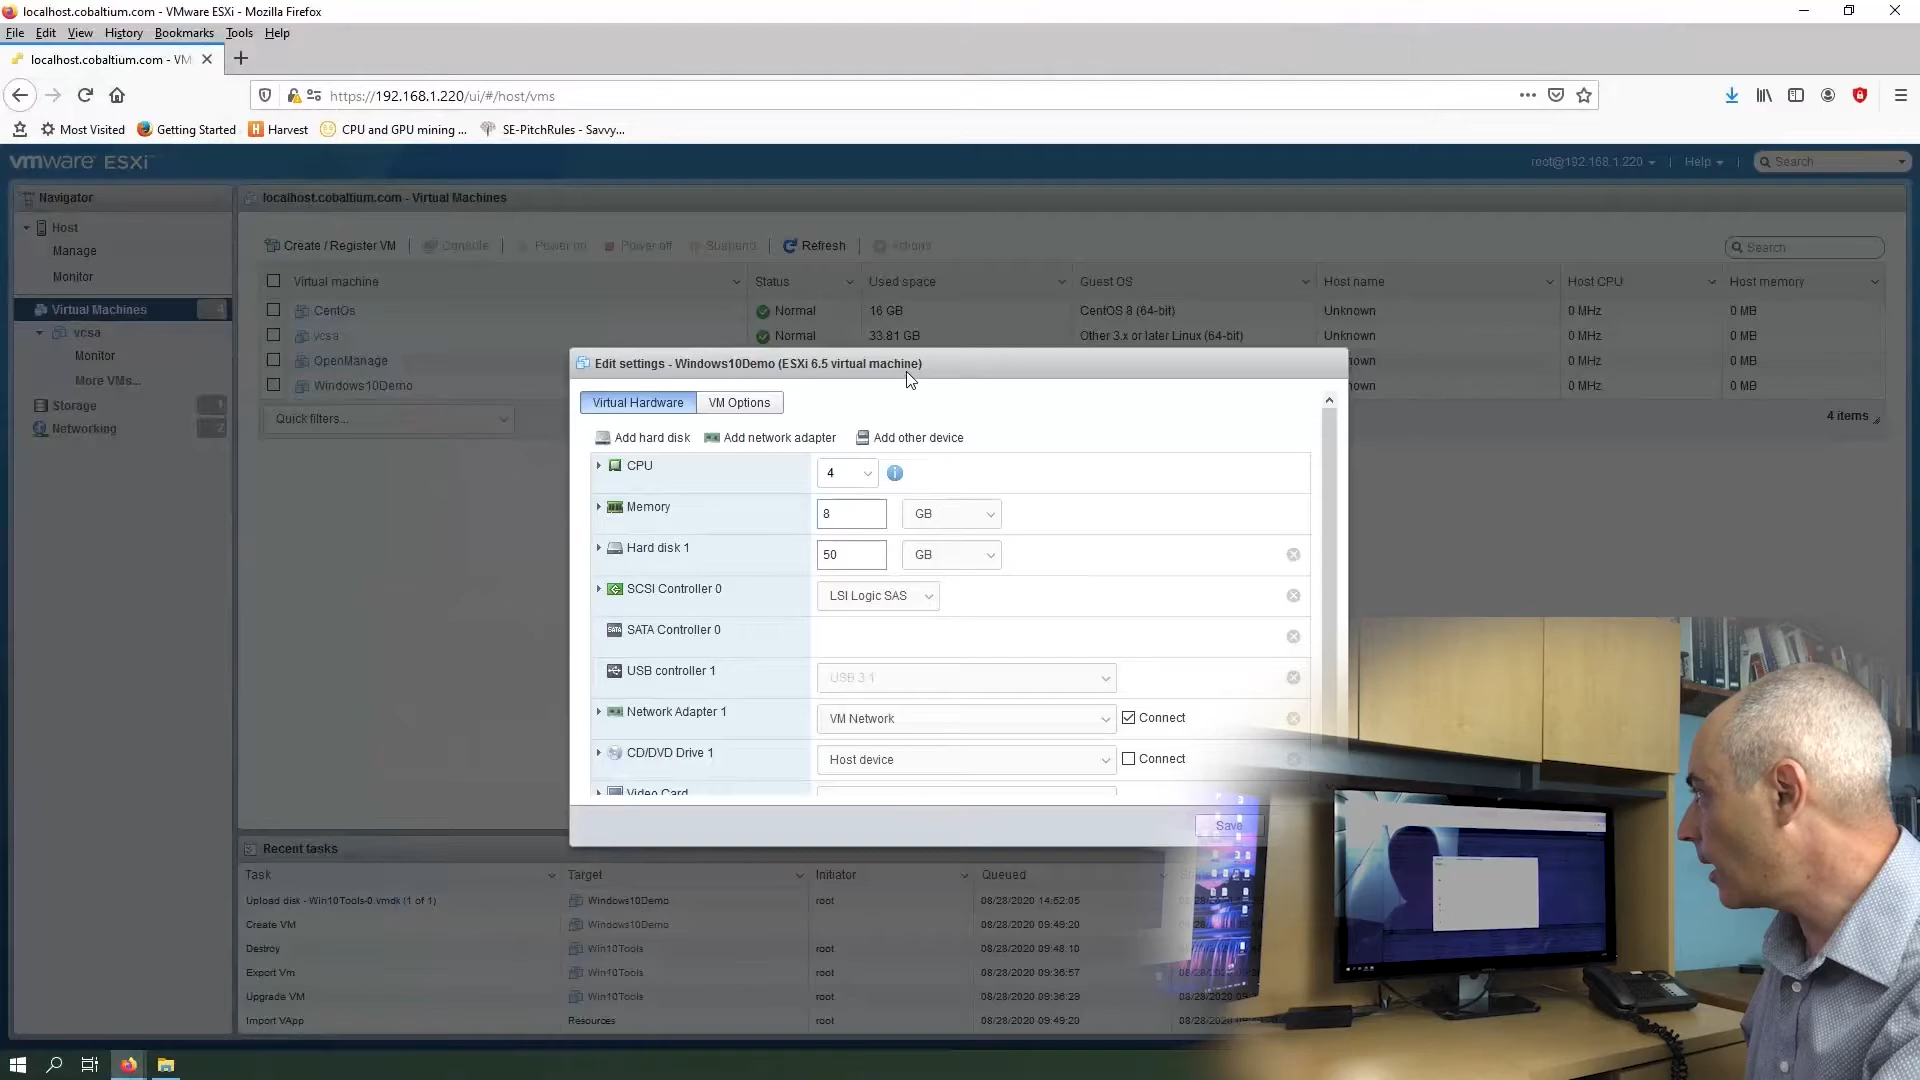 localhost.cobaltium.com - VMware ESXi - Mozilla Firefox
File Edit View History Bookmarks Tools Help
localhost.cobaltium.com - VM
https://192.168.1.220/ui/#/host/vms
Most Visited Getting Started Harvest CPU and GPU mining ... SE-PitchRules - Savvy...
vmware ESXi
root@192.168.1.220 | Help | Search
Navigator
localhost.cobaltium.com - Virtual Machines
Host
Manage
Monitor
Virtual Machines 4
vcsa
Monitor
More VMs...
Storage 1
Networking 2
Create / Register VM | Console | Power on Power off Suspend | Refresh | Actions
Search
Virtual machine Status Used space Guest OS Host name Host CPU Host memory
CentOs Normal 16 GB CentOS 8 (64-bit) Unknown 0 MHz 0 MB
vcsa Normal 33.81 GB Other 3.x or later Linux (64-bit) Unknown 0 MHz 0 MB
OpenManage 0 MHz 0 MB
Windows10Demo 0 MHz 0 MB
Quick filters...
4 items
Edit settings - Windows10Demo (ESXi 6.5 virtual machine)
Virtual Hardware VM Options
Add hard disk Add network adapter Add other device
CPU 4
Memory 8 GB
Hard disk 1 50 GB
SCSI Controller 0 LSI Logic SAS
SATA Controller 0
USB controller 1 USB 3.1
Network Adapter 1 VM Network Connect
CD/DVD Drive 1 Host device Connect
Video Card
Save
Recent tasks
Task Target Initiator Queued
Upload disk - Win10Tools-0.vmdk (1 of 1) Windows10Demo root 08/28/2020 14:52:05
Create VM Windows10Demo root 08/28/2020 09:49:20
Destroy Win10Tools root 08/28/2020 09:48:10
Export Vm Win10Tools root 08/28/2020 09:36:57
Upgrade VM Win10Tools root 08/28/2020 09:36:29
Import VApp Resources root 08/28/2020 09:49:20